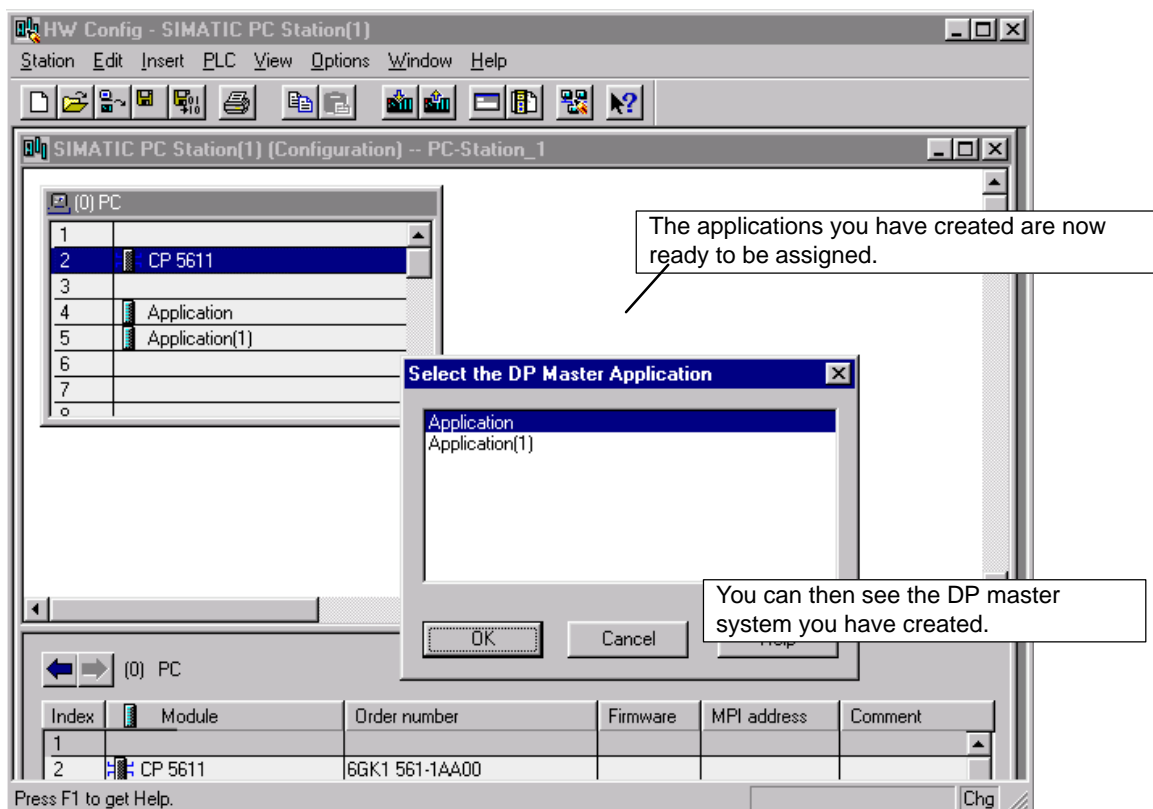 HW Config - SIMATIC PC Station(1)
Station Edit Insert PLC View Options Window Help
SIMATIC PC Station(1) (Configuration) -- PC-Station_1
(0) PC
1
2 CP 5611
3
4 Application
5 Application(1)
6
7
The applications you have created are now
ready to be assigned.
Select the DP Master Application
Application
Application(1)
You can then see the DP master
system you have created.
OK Cancel
(0) PC
Index Module Order number Firmware MPI address Comment
1
2 CP 5611 6GK1 561-1AA00
Press F1 to get Help. Chg